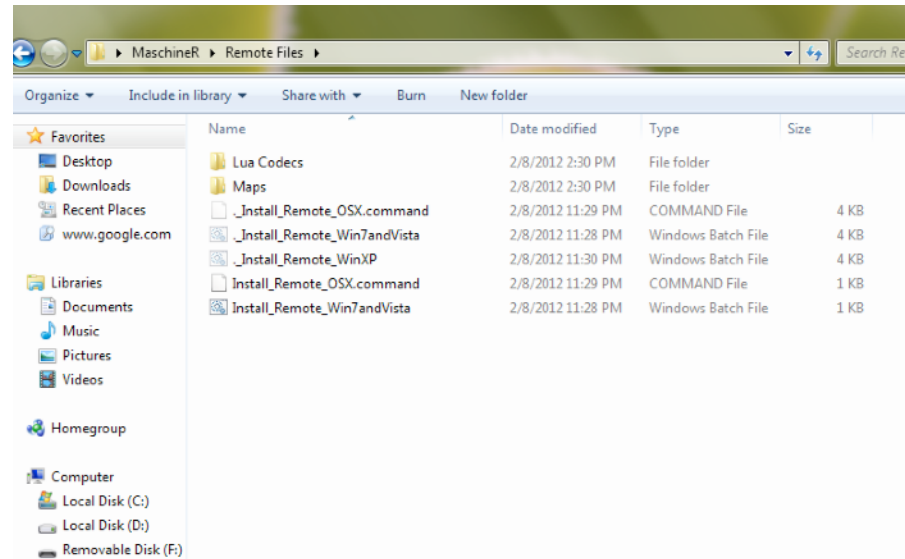 MaschineR ▸ Remote Files ▸
Search Re
Organize Include in library Share with Burn New folder
Name Date modified Type Size
Favorites
Desktop
Downloads
Recent Places
www.google.com
Libraries
Documents
Music
Pictures
Videos
Homegroup
Computer
Local Disk (C:)
Local Disk (D:)
Removable Disk (F:)
Lua Codecs 2/8/2012 2:30 PM File folder
Maps 2/8/2012 2:30 PM File folder
._Install_Remote_OSX.command 2/8/2012 11:29 PM COMMAND File 4 KB
._Install_Remote_Win7andVista 2/8/2012 11:28 PM Windows Batch File 4 KB
._Install_Remote_WinXP 2/8/2012 11:30 PM Windows Batch File 4 KB
Install_Remote_OSX.command 2/8/2012 11:29 PM COMMAND File 1 KB
Install_Remote_Win7andVista 2/8/2012 11:28 PM Windows Batch File 1 KB